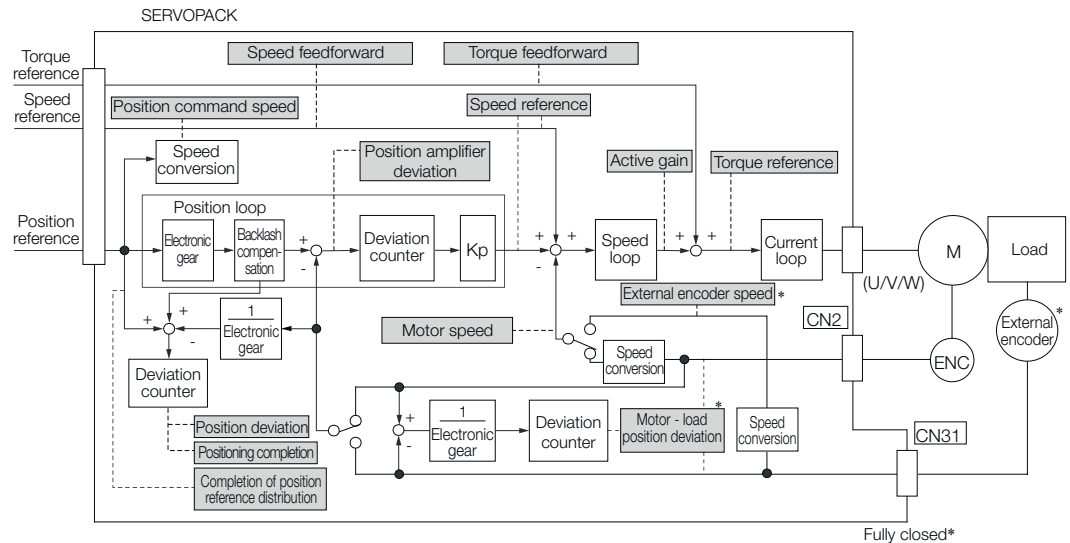 SERVOPACK
Torque
reference
Speed
reference
Position
reference
Speed feedforward
Torque feedforward
Position command speed
Speed reference
Speed
conversion
Position amplifier
deviation
Active gain
Torque reference
Position loop
Electronic
gear
Backlash
compen-
sation
+
-
Deviation
counter
Kp
+
+
-
Speed
loop
+
+
Current
loop
(U/V/W)
M
Load
External encoder speed *
Motor speed
CN2
External
encoder
*
ENC
+
+
-
1
Electronic
gear
Deviation
counter
Speed
conversion
Position deviation
Positioning completion
Completion of position
reference distribution
+
-
1
Electronic
gear
Deviation
counter
*
Motor - load
position deviation
Speed
conversion
CN31
Fully closed*